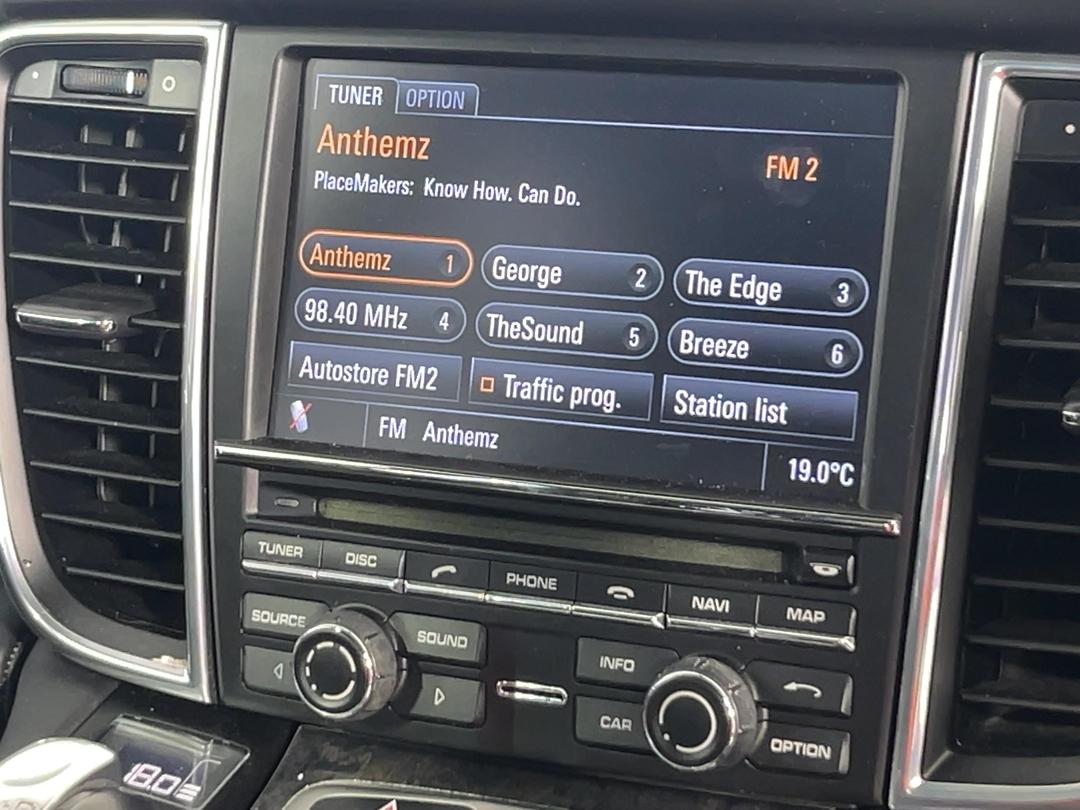 TUNER OPTION
Anthemz FM 2
PlaceMakers: Know How. Can Do.
Anthemz 1 George 2 The Edge 3
98.40 MHz 4 TheSound 5 Breeze 6
Autostore FM2 Traffic prog. Station list
FM Anthemz 19.0°C
TUNER DISC PHONE NAVI MAP
SOURCE SOUND INFO
CAR OPTION
18.0